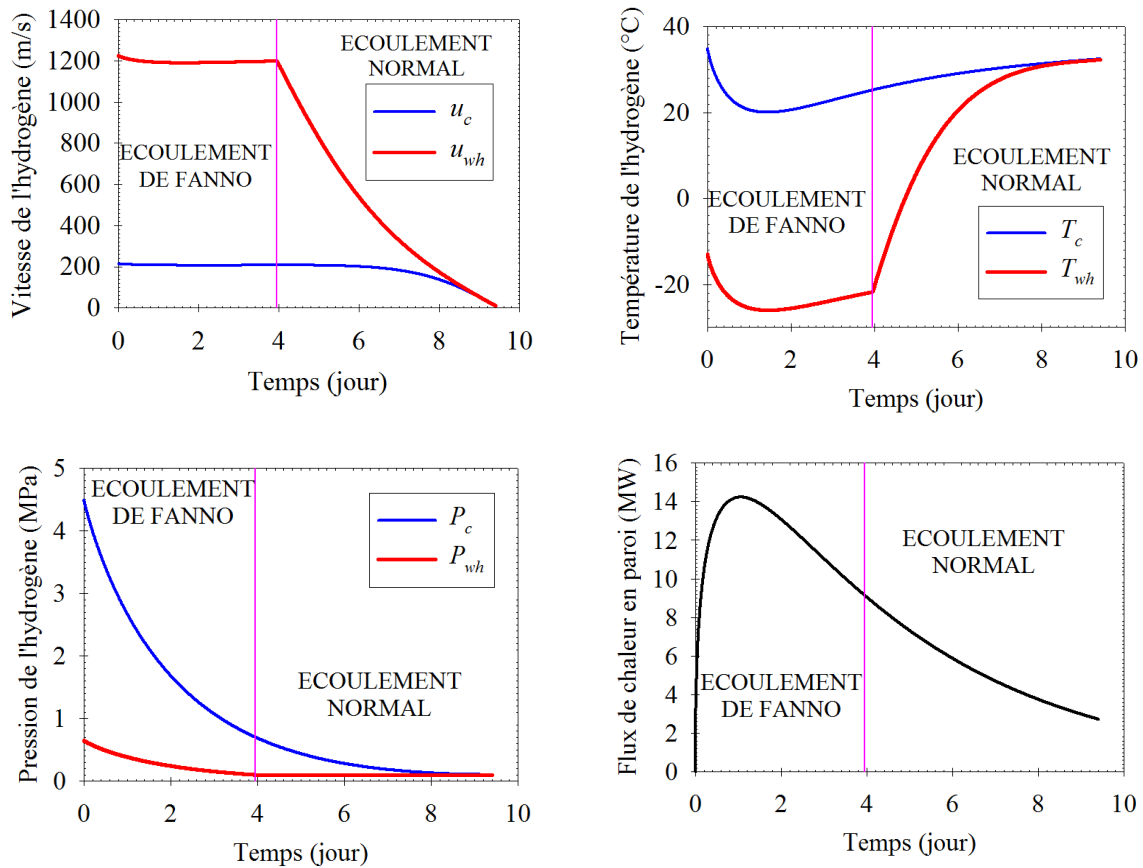 Vitesse de l'hydrogène (m/s)
1400
1200
1000
800
600
400
200
0
ECOULEMENT
NORMAL
u_c
u_wh
ECOULEMENT
DE FANNO
0 2 4 6 8 10
Temps (jour)
Température de l'hydrogène (°C)
40
20
0
-20
ECOULEMENT
DE FANNO
ECOULEMENT
NORMAL
T_c
T_wh
0 2 4 6 8 10
Temps (jour)
Pression de l'hydrogène (MPa)
5
4
3
2
1
0
ECOULEMENT
DE FANNO
P_c
P_wh
ECOULEMENT
NORMAL
0 2 4 6 8 10
Temps (jour)
Flux de chaleur en paroi (MW)
16
14
12
10
8
6
4
2
0
ECOULEMENT
NORMAL
ECOULEMENT
DE FANNO
0 2 4 6 8 10
Temps (jour)